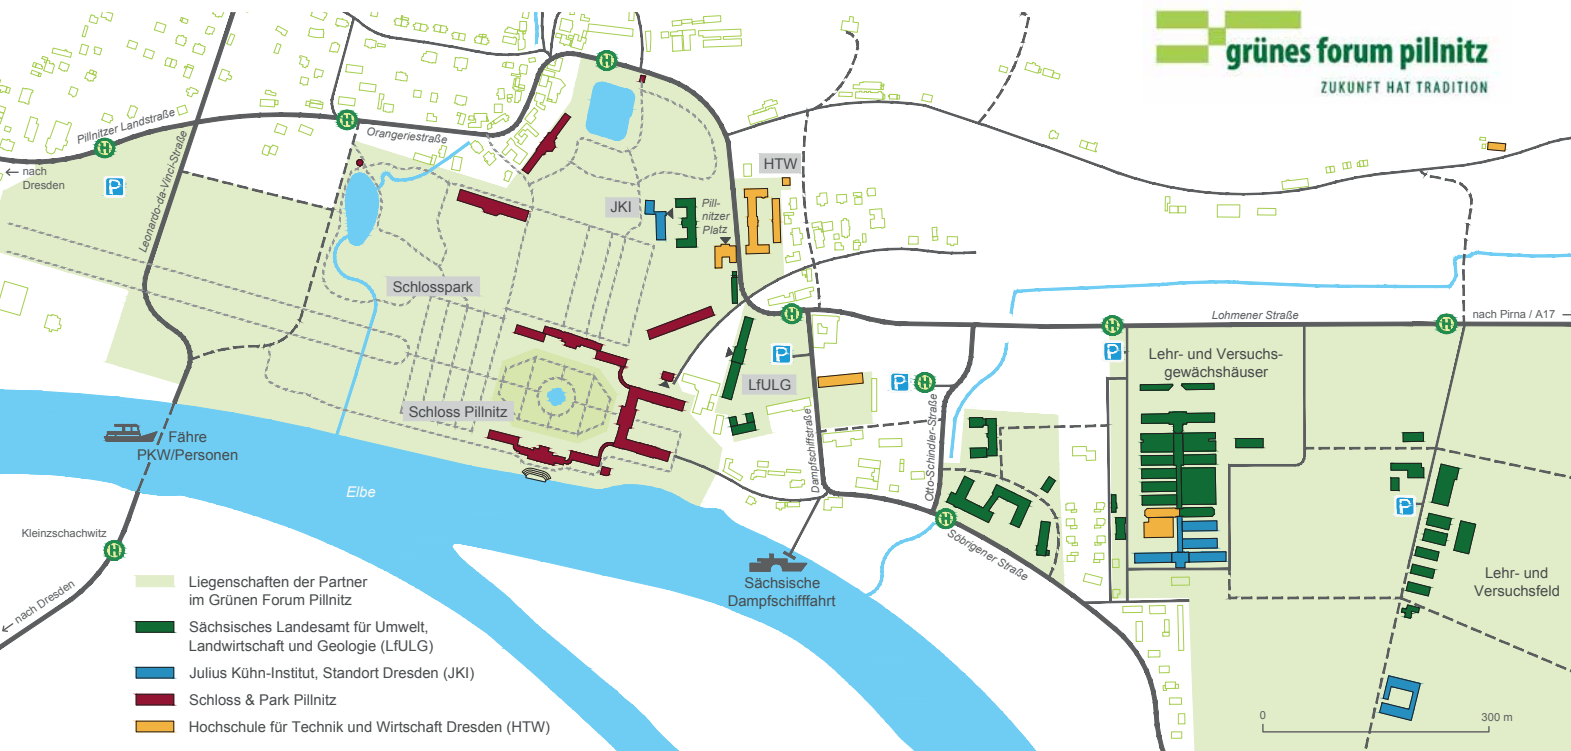 grünes forum pillnitz
ZUKUNFT HAT TRADITION
Pillnitzer Landstraße
H
H
H
Orangeriestraße
← nach
Dresden
P
Leonardo-da-Vinci-Straße
HTW
JKI
Pill-
nitzer
Platz
Schlosspark
Schloss Pillnitz
H
P
LfULG
Dampfschiffstraße
P
H
Otto-Schindler-Straße
H
Lohmener Straße
H
nach Pirna / A17
P
Lehr- und Versuchs-
gewächshäuser
Fähre
PKW/Personen
Elbe
Kleinzschachwitz
H
← nach Dresden
H
Söbrigener Straße
P
Sächsische
Dampfschifffahrt
Lehr- und
Versuchsfeld
Liegenschaften der Partner
im Grünen Forum Pillnitz
Sächsisches Landesamt für Umwelt,
Landwirtschaft und Geologie (LfULG)
Julius Kühn-Institut, Standort Dresden (JKI)
Schloss & Park Pillnitz
Hochschule für Technik und Wirtschaft Dresden (HTW)
0 300 m